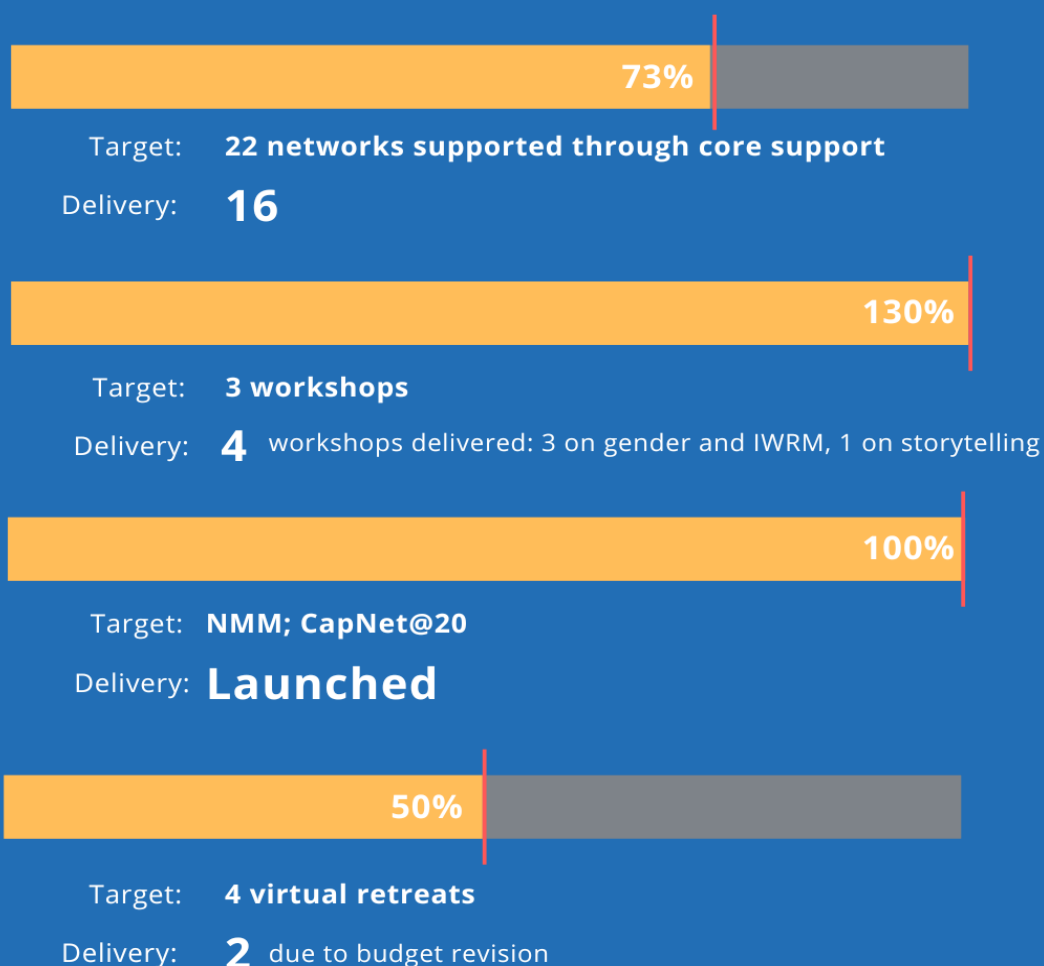 73%
Target: 22 networks supported through core support
Delivery: 16
130%
Target: 3 workshops
Delivery: 4 workshops delivered: 3 on gender and IWRM, 1 on storytelling
100%
Target: NMM; CapNet@20
Delivery: Launched
50%
Target: 4 virtual retreats
Delivery: 2 due to budget revision